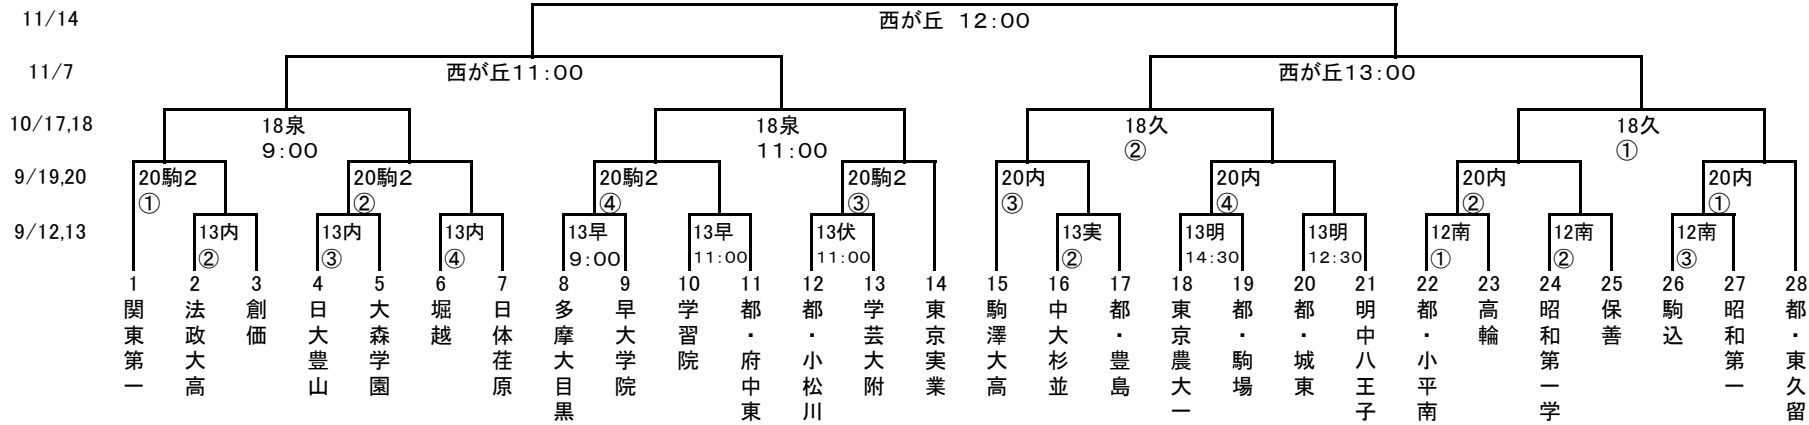 11/14
西が丘 12:00
11/7
西が丘11:00
西が丘13:00
10/17,18
18泉
9:00
18泉
11:00
18久
②
18久
①
9/19,20
20駒2
①
20駒2
②
20駒2
④
20駒2
③
20内
③
20内
④
20内
②
20内
①
9/12,13
13内
②
13内
③
13内
④
13早
9:00
13早
11:00
13伏
11:00
13実
②
13明
14:30
13明
12:30
12南
①
12南
②
12南
③
1 関東第一
2 法政大高
3 創価
4 日大豊山
5 大森学園
6 堀越
7 日体荏原
8 多摩大目黒
9 早大学院
10 学習院
11 都・府中東
12 都・小松川
13 学芸大附
14 東京実業
15 駒澤大高
16 中大杉並
17 都・豊島
18 東京農大一
19 都・駒場
20 都・城東
21 明中八王子
22 都・小平南
23 高輪
24 昭和第一学
25 保善
26 駒込
27 昭和第一
28 都・東久留